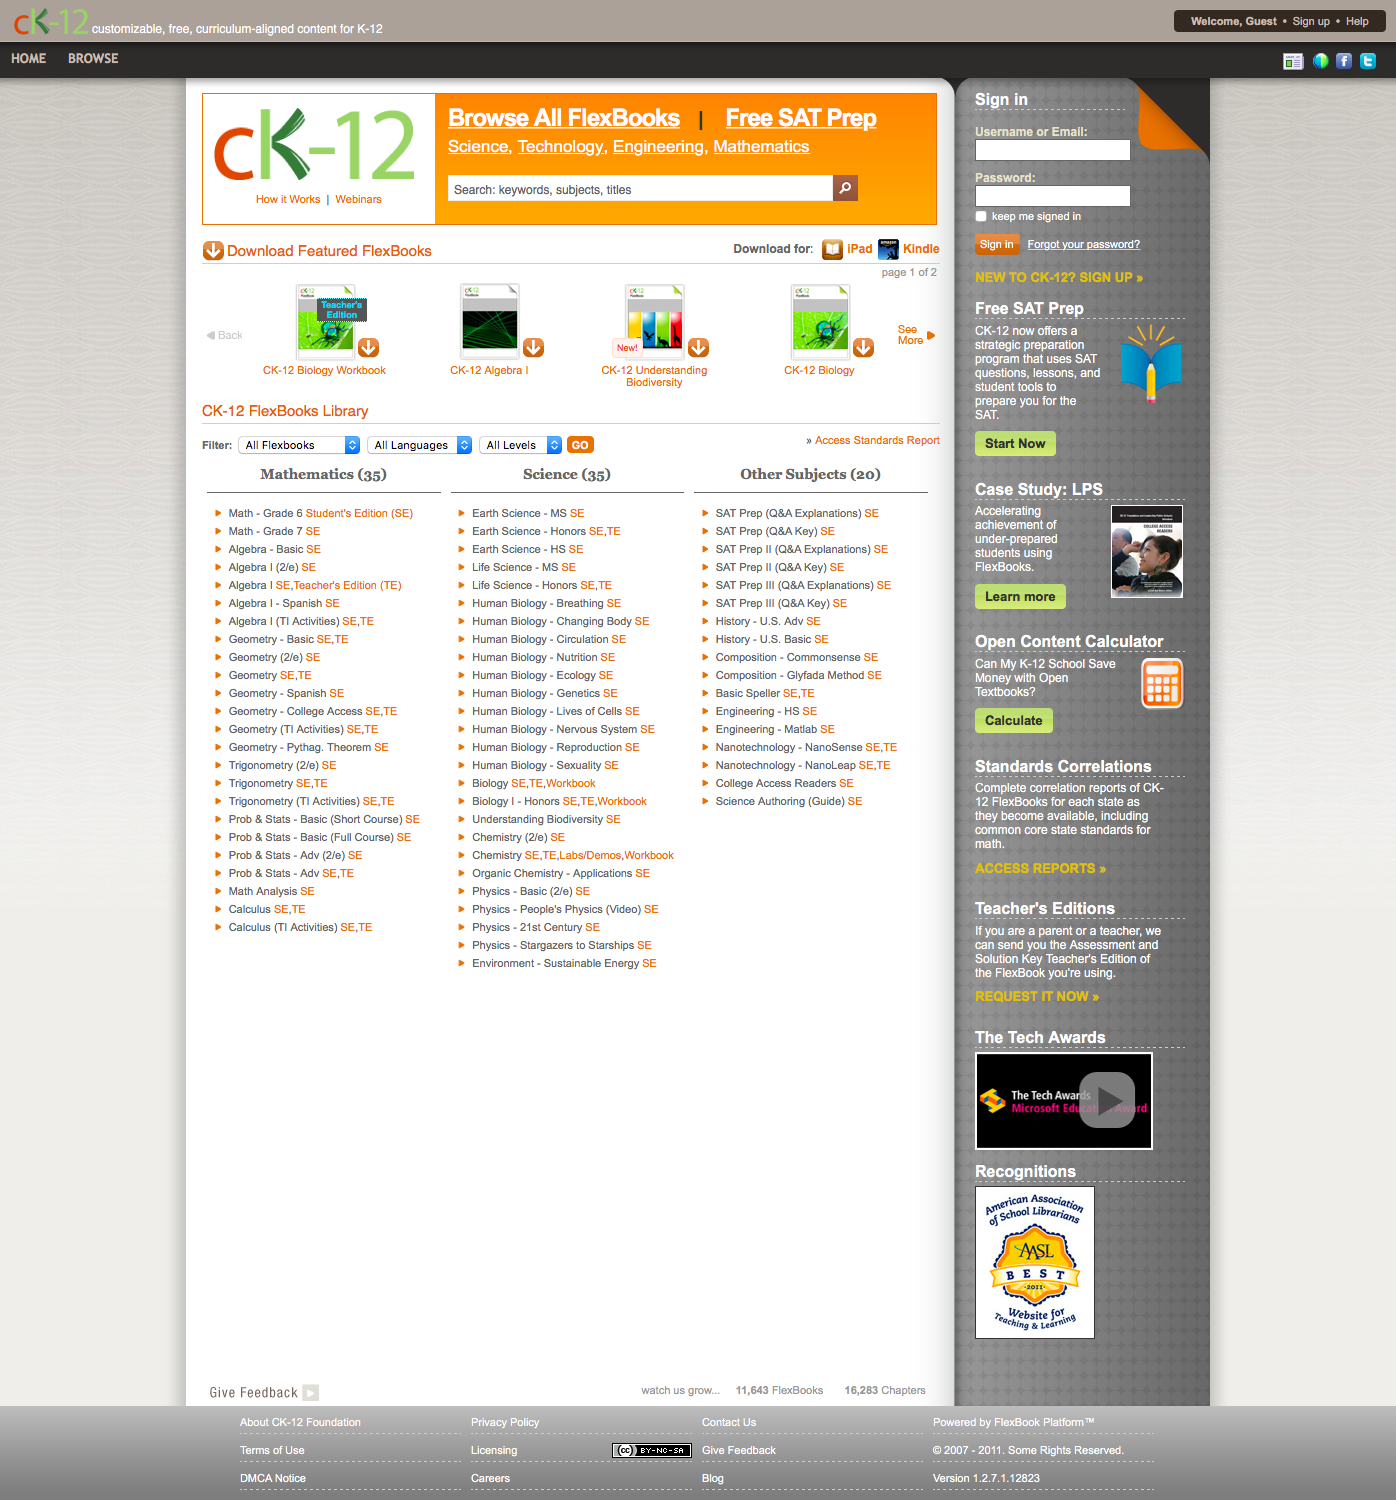 cK-12 customizable, free, curriculum-aligned content for K-12
Welcome, Guest • Sign up • Help
HOME BROWSE
cK-12
How it Works | Webinars
Browse All FlexBooks | Free SAT Prep
Science, Technology, Engineering, Mathematics
Search: keywords, subjects, titles
Download Featured FlexBooks
Download for: iPad Kindle
page 1 of 2
Back
Teacher's
Edition
CK-12 Biology Workbook
CK-12 Algebra I
New!
CK-12 Understanding
Biodiversity
CK-12 Biology
See
More
CK-12 FlexBooks Library
Filter: All Flexbooks All Languages All Levels GO
» Access Standards Report
Mathematics (35)
Math - Grade 6 Student's Edition (SE)
Math - Grade 7 SE
Algebra - Basic SE
Algebra I (2/e) SE
Algebra I SE,Teacher's Edition (TE)
Algebra I - Spanish SE
Algebra I (TI Activities) SE,TE
Geometry - Basic SE,TE
Geometry (2/e) SE
Geometry SE,TE
Geometry - Spanish SE
Geometry - College Access SE,TE
Geometry (TI Activities) SE,TE
Geometry - Pythag. Theorem SE
Trigonometry (2/e) SE
Trigonometry SE,TE
Trigonometry (TI Activities) SE,TE
Prob & Stats - Basic (Short Course) SE
Prob & Stats - Basic (Full Course) SE
Prob & Stats - Adv (2/e) SE
Prob & Stats - Adv SE,TE
Math Analysis SE
Calculus SE,TE
Calculus (TI Activities) SE,TE
Science (35)
Earth Science - MS SE
Earth Science - Honors SE,TE
Earth Science - HS SE
Life Science - MS SE
Life Science - Honors SE,TE
Human Biology - Breathing SE
Human Biology - Changing Body SE
Human Biology - Circulation SE
Human Biology - Nutrition SE
Human Biology - Ecology SE
Human Biology - Genetics SE
Human Biology - Lives of Cells SE
Human Biology - Nervous System SE
Human Biology - Reproduction SE
Human Biology - Sexuality SE
Biology SE,TE,Workbook
Biology I - Honors SE,TE,Workbook
Understanding Biodiversity SE
Chemistry (2/e) SE
Chemistry SE,TE,Labs/Demos,Workbook
Organic Chemistry - Applications SE
Physics - Basic (2/e) SE
Physics - People's Physics (Video) SE
Physics - 21st Century SE
Physics - Stargazers to Starships SE
Environment - Sustainable Energy SE
Other Subjects (20)
SAT Prep (Q&A Explanations) SE
SAT Prep (Q&A Key) SE
SAT Prep II (Q&A Explanations) SE
SAT Prep II (Q&A Key) SE
SAT Prep III (Q&A Explanations) SE
SAT Prep III (Q&A Key) SE
History - U.S. Adv SE
History - U.S. Basic SE
Composition - Commonsense SE
Composition - Glyfada Method SE
Basic Speller SE,TE
Engineering - HS SE
Engineering - Matlab SE
Nanotechnology - NanoSense SE,TE
Nanotechnology - NanoLeap SE,TE
College Access Readers SE
Science Authoring (Guide) SE
Give Feedback
watch us grow... 11,643 FlexBooks 16,283 Chapters
Sign in
Username or Email:
Password:
keep me signed in
Sign in Forgot your password?
NEW TO CK-12? SIGN UP »
Free SAT Prep
CK-12 now offers a
strategic preparation
program that uses SAT
questions, lessons, and
student tools to
prepare you for the
SAT.
Start Now
Case Study: LPS
Accelerating
achievement of
under-prepared
students using
FlexBooks.
COLLEGE ACCESS
READERS
Learn more
Open Content Calculator
Can My K-12 School Save
Money with Open
Textbooks?
Calculate
Standards Correlations
Complete correlation reports of CK-
12 FlexBooks for each state as
they become available, including
common core state standards for
math.
ACCESS REPORTS »
Teacher's Editions
If you are a parent or a teacher, we
can send you the Assessment and
Solution Key Teacher's Edition of
the FlexBook you're using.
REQUEST IT NOW »
The Tech Awards
The Tech Awards
Microsoft Education Award
Recognitions
American Association
of School Librarians
AASL
BEST
2011
Website for
Teaching & Learning
About CK-12 Foundation Privacy Policy Contact Us Powered by FlexBook Platform™
Terms of Use Licensing (cc) BY-NC-SA Give Feedback © 2007 - 2011. Some Rights Reserved.
DMCA Notice Careers Blog Version 1.2.7.1.12823